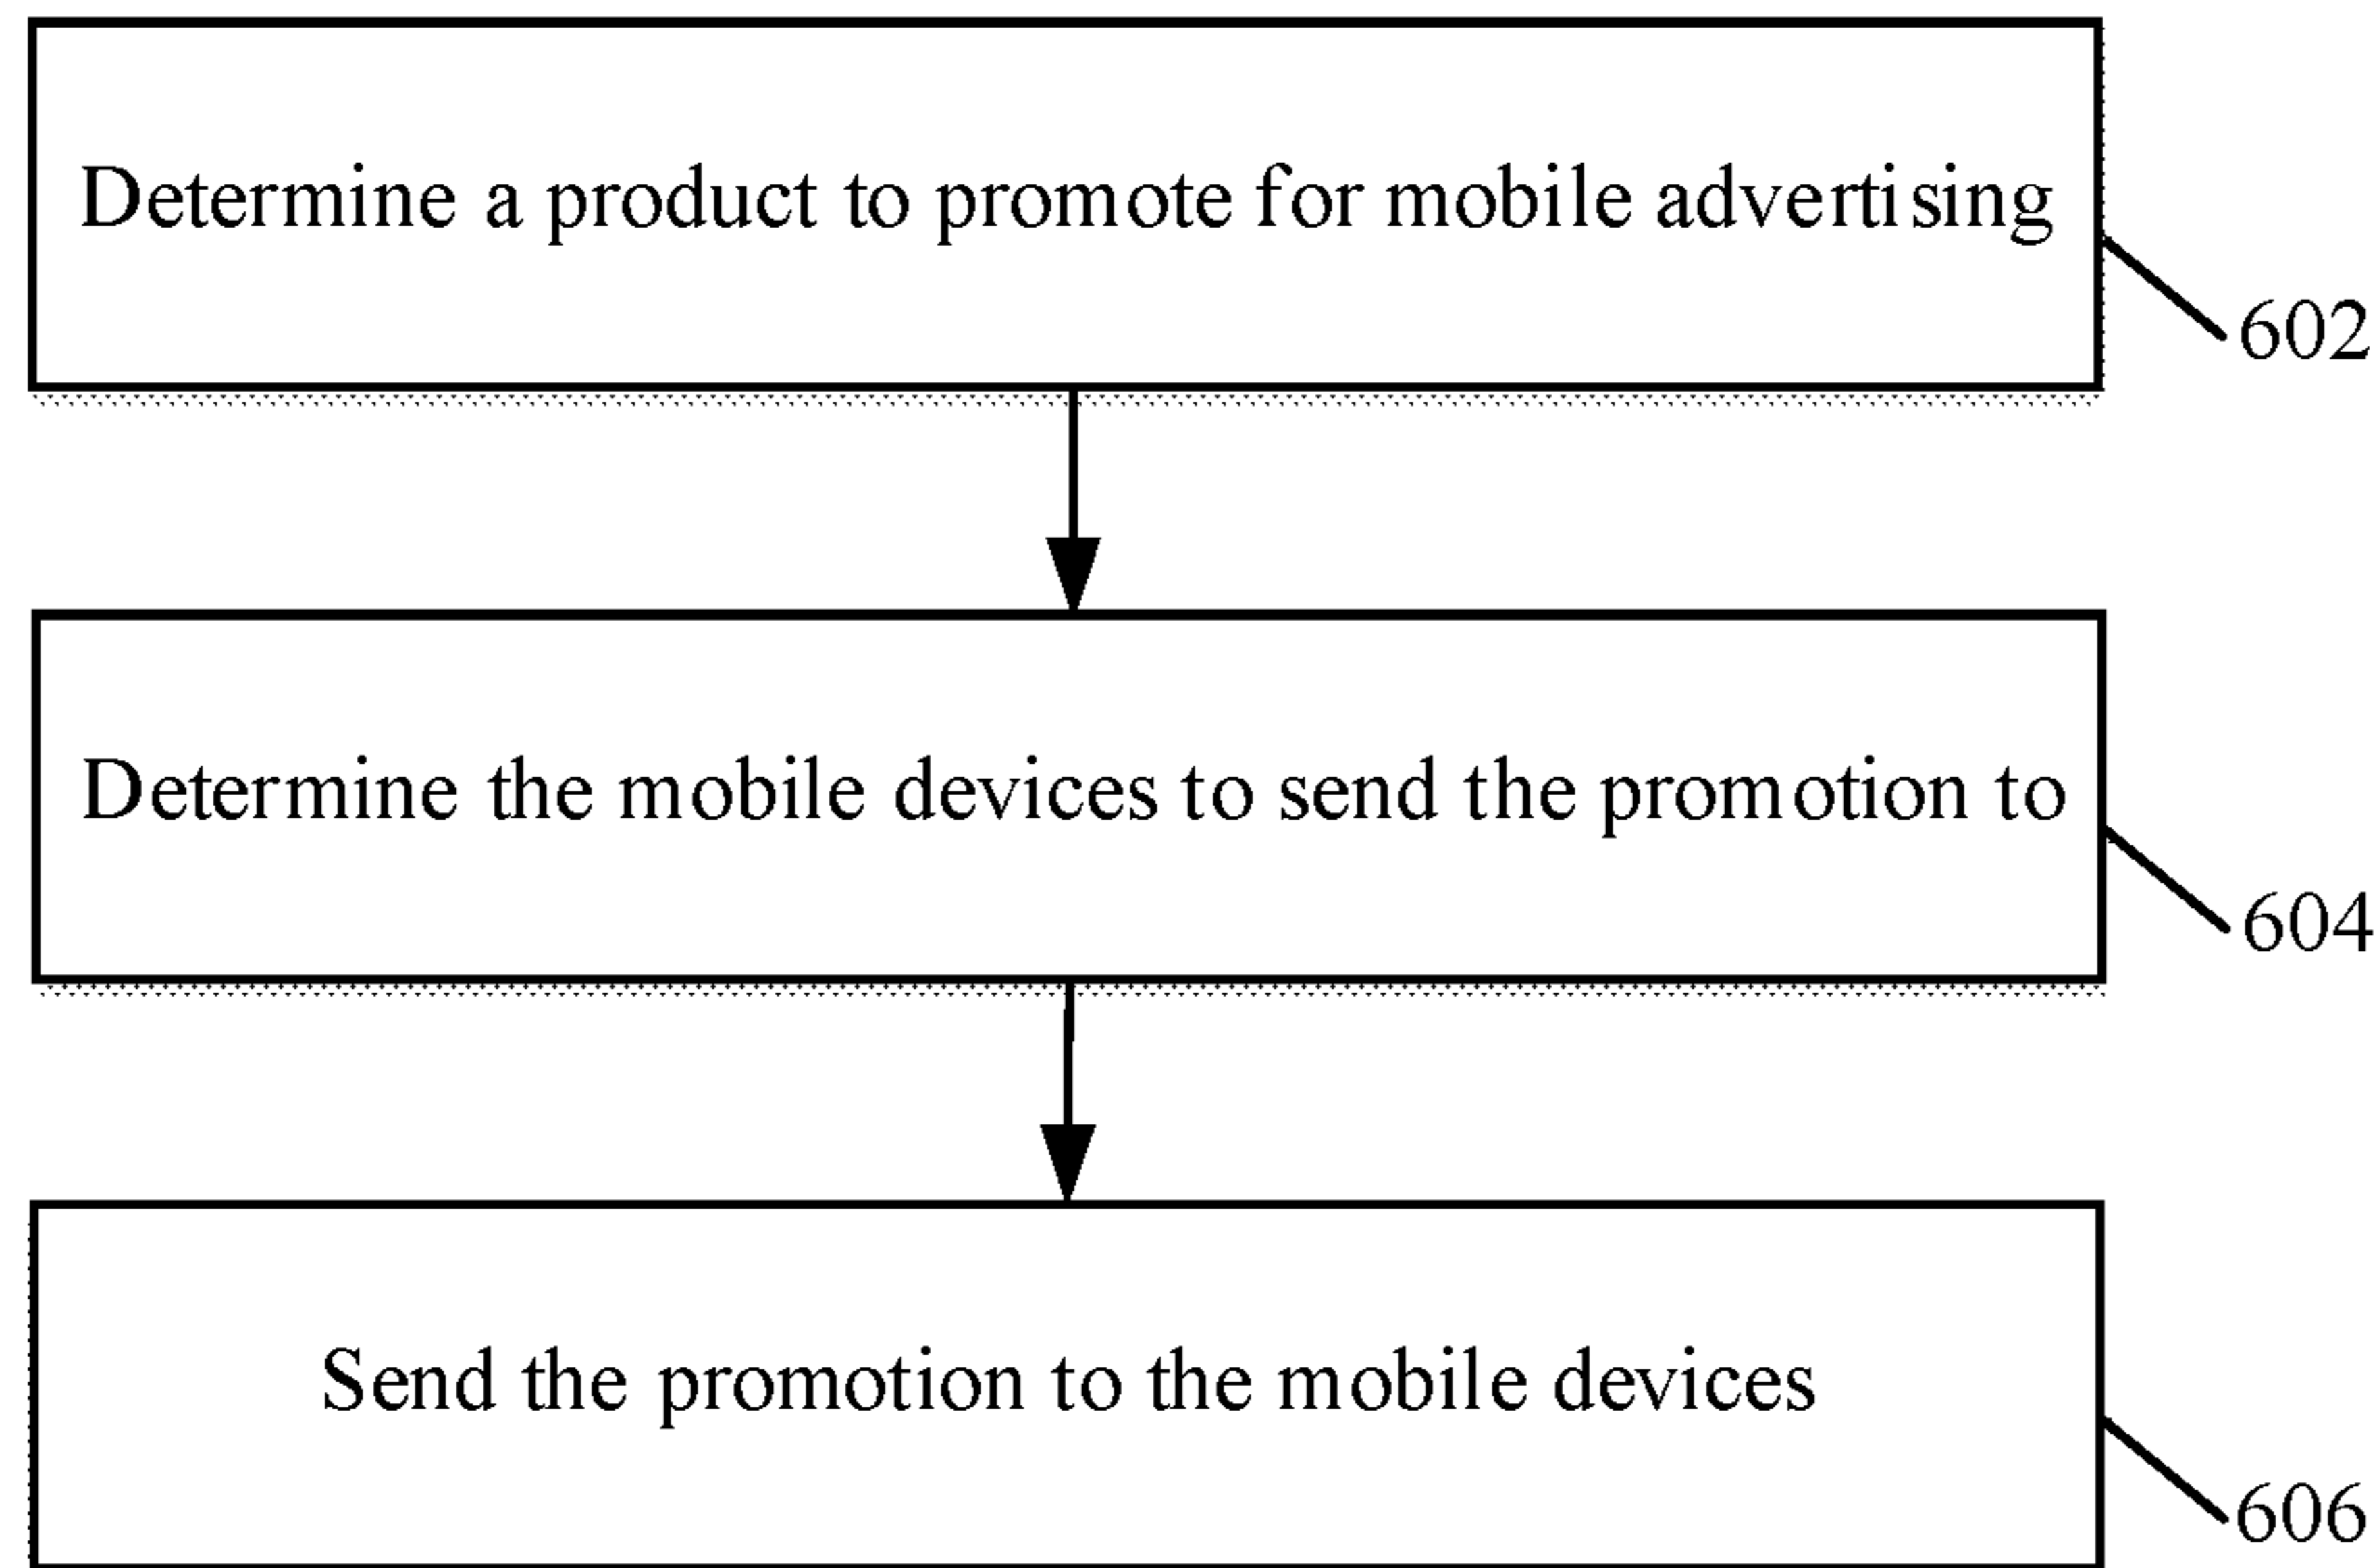 Determine a product to promote for mobile advertising
602
Determine the mobile devices to send the promotion to
604
Send the promotion to the mobile devices
606